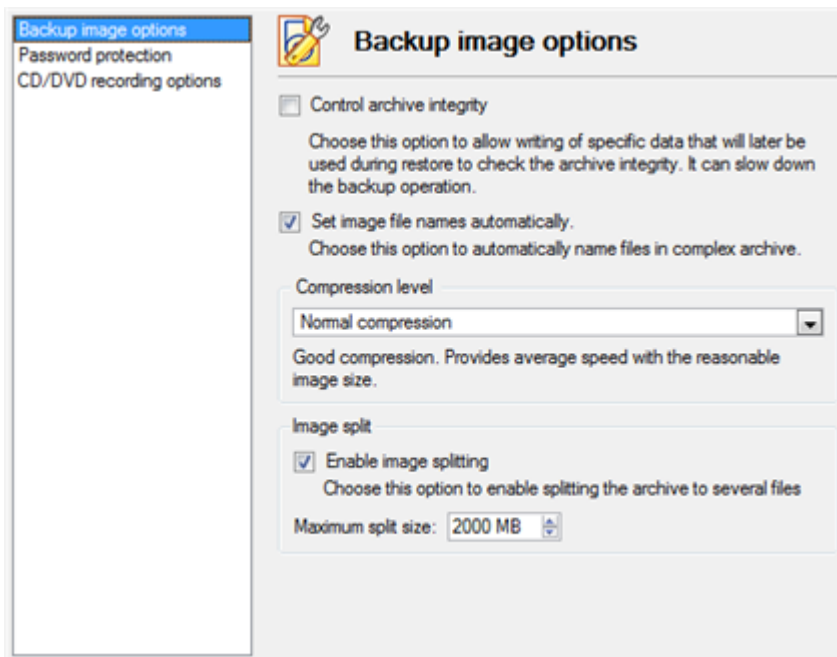 Backup image options
Password protection
CD/DVD recording options
Backup image options
Control archive integrity
Choose this option to allow writing of specific data that will later be
used during restore to check the archive integrity. It can slow down
the backup operation.
Set image file names automatically.
Choose this option to automatically name files in complex archive.
Compression level
Normal compression
Good compression. Provides average speed with the reasonable
image size.
Image split
Enable image splitting
Choose this option to enable splitting the archive to several files
Maximum split size: 2000 MB